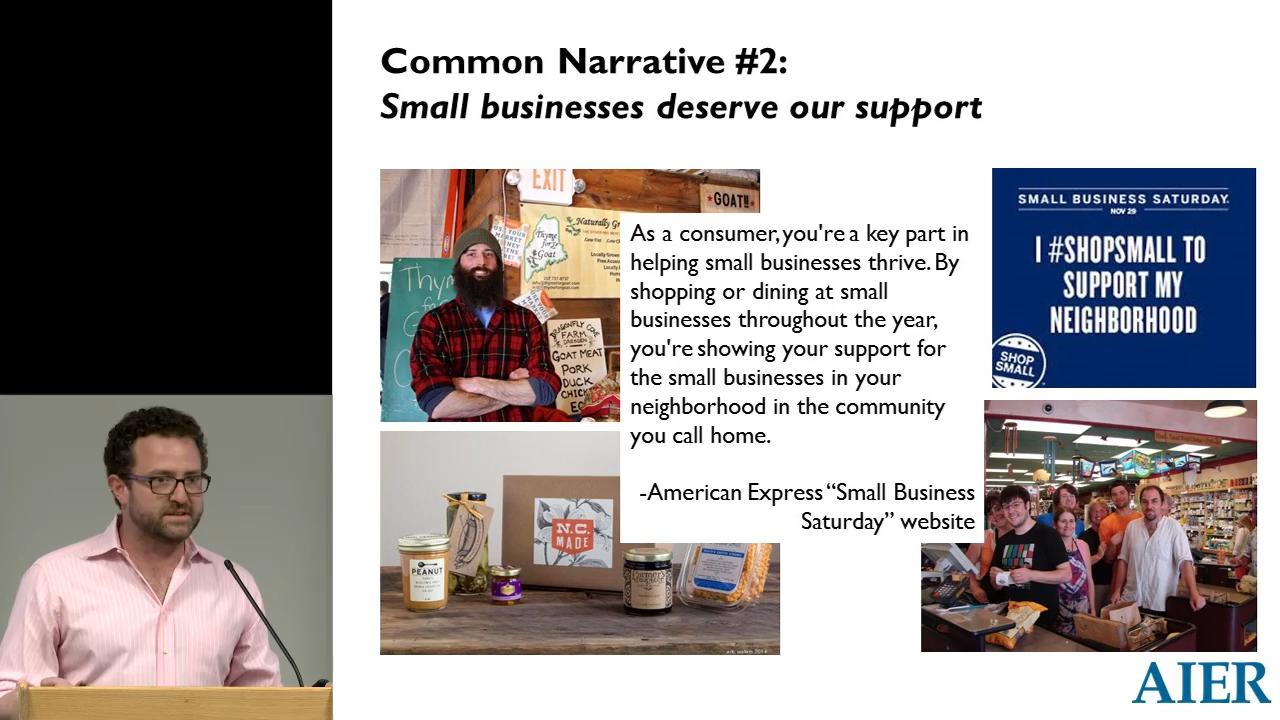 Common Narrative #2:
Small businesses deserve our support
EXIT
GOAT!!
Naturally
Thyme
for
Goat
Thym
DRAGONFLY COVE
FARM
DRESDEN
GOAT MEAT
PORK
DUCK
As a consumer, you're a key part in
helping small businesses thrive. By
shopping or dining at small
businesses throughout the year,
you're showing your support for
the small businesses in your
neighborhood in the community
you call home.
-American Express “Small Business
Saturday” website
SMALL BUSINESS SATURDAY
NOV 29
I #SHOPSMALL TO
SUPPORT MY
NEIGHBORHOOD
SHOP
SMALL
N.C.
MADE
PEANUT
AIER